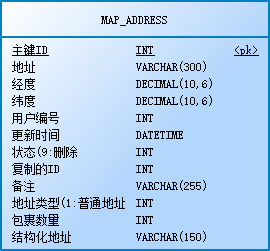 MAP_ADDRESS
主键ID INT <pk>
地址 VARCHAR(300)
经度 DECIMAL(10,6)
纬度 DECIMAL(10,6)
用户编号 INT
更新时间 DATETIME
状态(9:删除 INT
复制的ID INT
备注 VARCHAR(255)
地址类型(1:普通地址 INT
包裹数量 INT
结构化地址 VARCHAR(150)